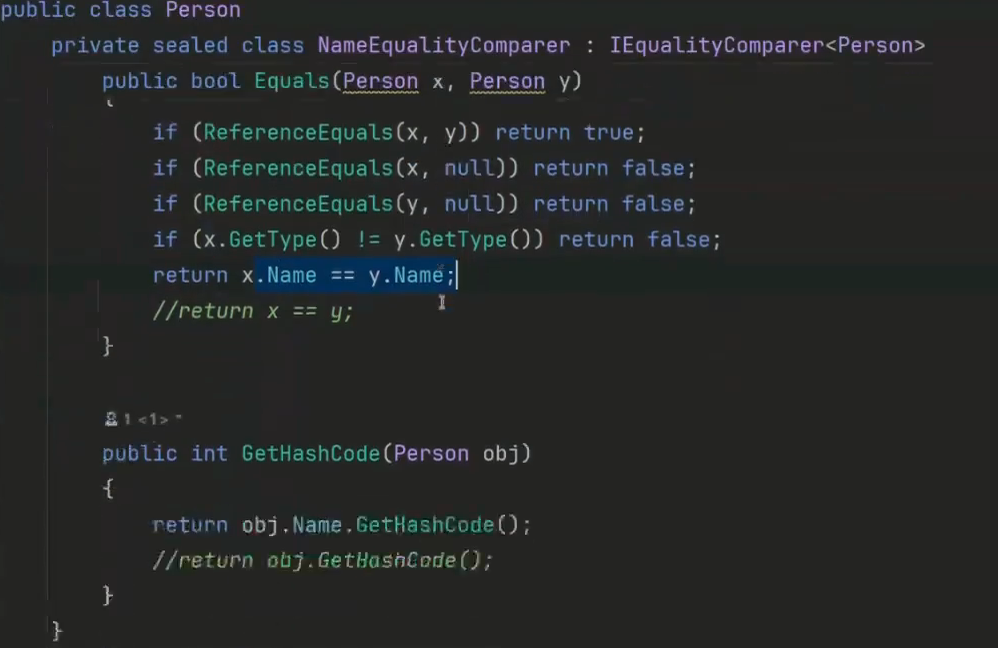 public class Person
private sealed class NameEqualityComparer : IEqualityComparer<Person>
public bool Equals(Person x, Person y)
{
if (ReferenceEquals(x, y)) return true;
if (ReferenceEquals(x, null)) return false;
if (ReferenceEquals(y, null)) return false;
if (x.GetType() != y.GetType()) return false;
return x.Name == y.Name;
//return x == y;
}
1 <1>
public int GetHashCode(Person obj)
{
return obj.Name.GetHashCode();
//return obj.GetHashCode();
}
}